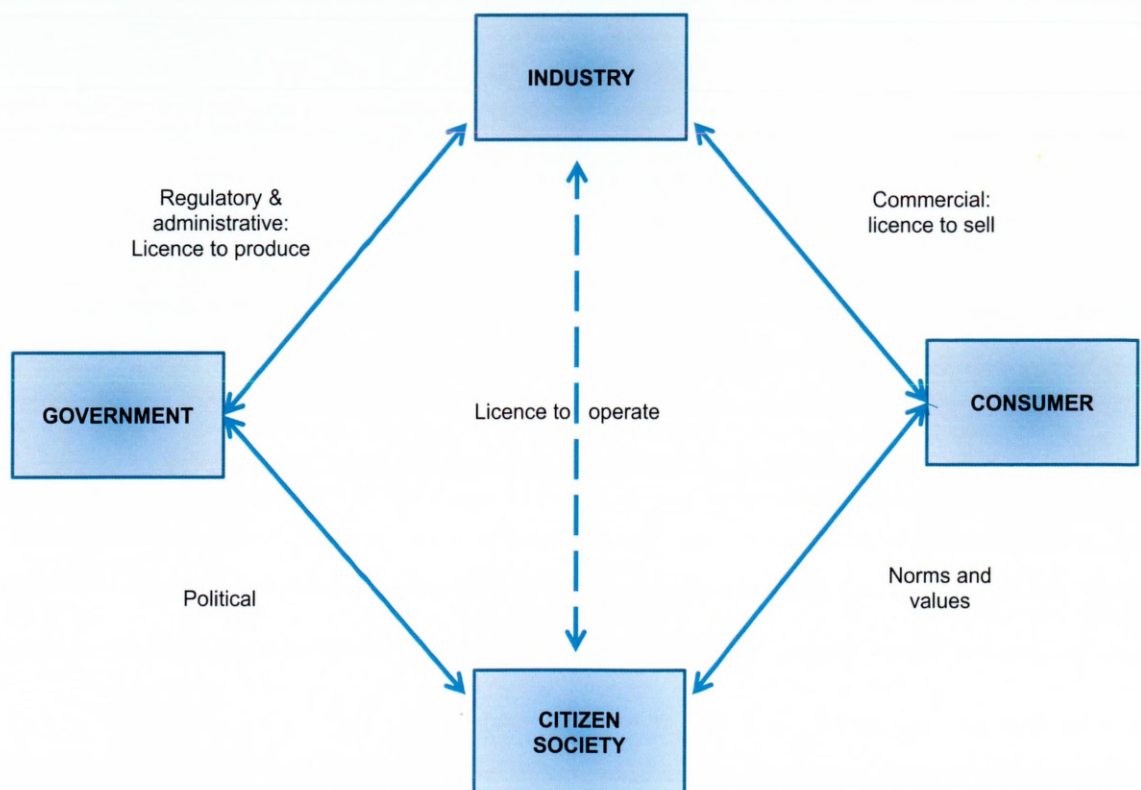 INDUSTRY
Regulatory &
administrative:
Licence to produce
Commercial:
licence to sell
GOVERNMENT
Licence to operate
CONSUMER
Political
Norms and
values
CITIZEN
SOCIETY